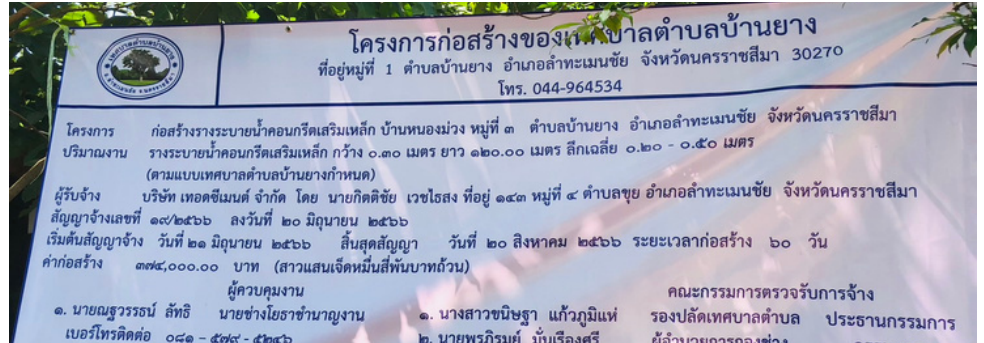 โครงการก่อสร้างของเทศบาลตำบลบ้านยาง
ที่อยู่หมู่ที่ 1 ตำบลบ้านยาง อำเภอลำทะเมนชัย จังหวัดนครราชสีมา 30270
โทร. 044-964534
โครงการ ก่อสร้างรางระบายน้ำคอนกรีตเสริมเหล็ก บ้านหนองม่วง หมู่ที่ ๓ ตำบลบ้านยาง อำเภอลำทะเมนชัย จังหวัดนครราชสีมา
ปริมาณงาน รางระบายน้ำคอนกรีตเสริมเหล็ก กว้าง ๐.๓๐ เมตร ยาว ๑๒๐.๐๐ เมตร ลึกเฉลี่ย ๐.๒๐ - ๐.๕๐ เมตร
(ตามแบบเทศบาลตำบลบ้านยางกำหนด)
ผู้รับจ้าง บริษัท เทอดซีเมนต์ จำกัด โดย นายกิตติชัย เวชไธสง ที่อยู่ ๑๔๓ หมู่ที่ ๔ ตำบลขุย อำเภอลำทะเมนชัย จังหวัดนครราชสีมา
สัญญาจ้างเลขที่ ๑๙/๒๕๖๖ ลงวันที่ ๒๐ มิถุนายน ๒๕๖๖
เริ่มต้นสัญญาจ้าง วันที่ ๒๑ มิถุนายน ๒๕๖๖ สิ้นสุดสัญญา วันที่ ๒๐ สิงหาคม ๒๕๖๖ ระยะเวลาก่อสร้าง ๖๐ วัน
ค่าก่อสร้าง ๓๗๔,๐๐๐.๐๐ บาท (สาวแสนเจ็ดหมื่นสี่พันบาทถ้วน)
ผู้ควบคุมงาน คณะกรรมการตรวจรับการจ้าง
๑. นายณฐวรรธน์ ลัทธิ นายช่างโยธาชำนาญงาน ๑. นางสาวขนิษฐา แก้วภูมิแห่ รองปลัดเทศบาลตำบล ประธานกรรมการ
เบอร์โทรติดต่อ ๐๘๑ - ๕๗๙ - ๕๒๔๖ ๒. นายพรภิรมย์ มั่นเรืองศรี ผู้อำนวยการกองช่าง